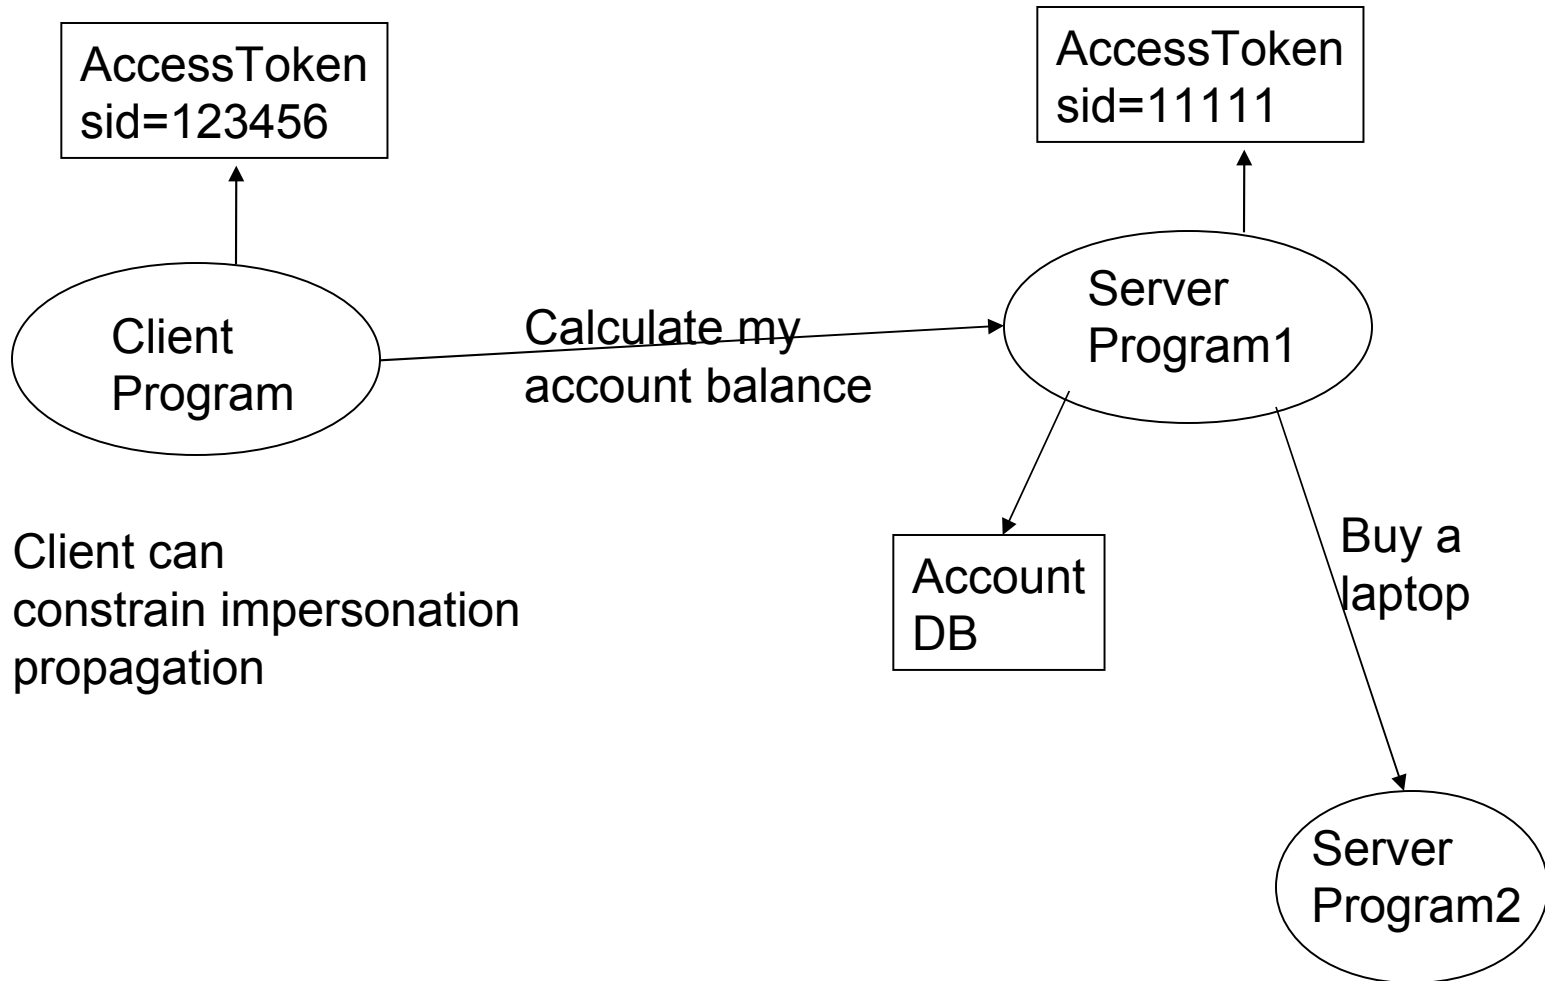 AccessToken
sid=123456
AccessToken
sid=11111
Client
Program
Calculate my
account balance
Server
Program1
Client can
constrain impersonation
propagation
Account
DB
Buy a
laptop
Server
Program2